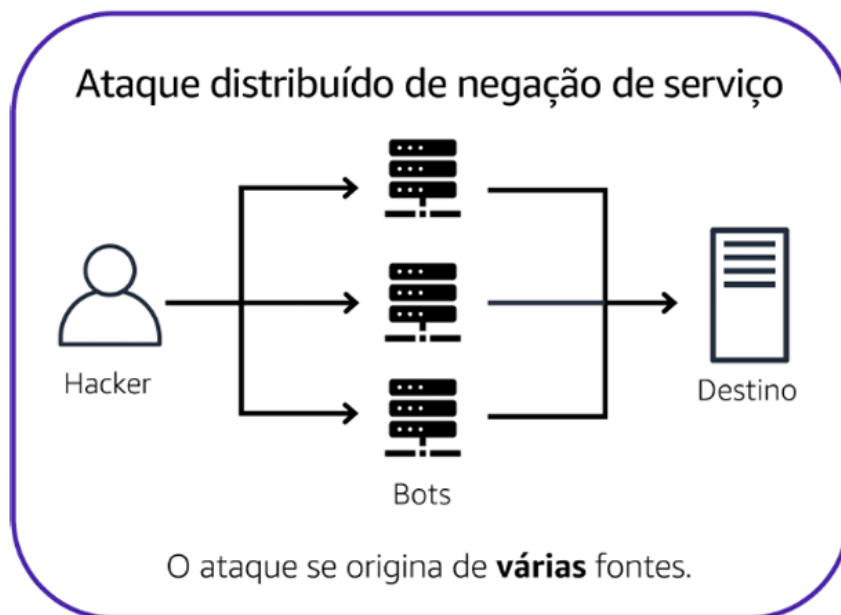 Ataque distribuído de negação de serviço
Hacker
Bots
Destino
O ataque se origina de várias fontes.